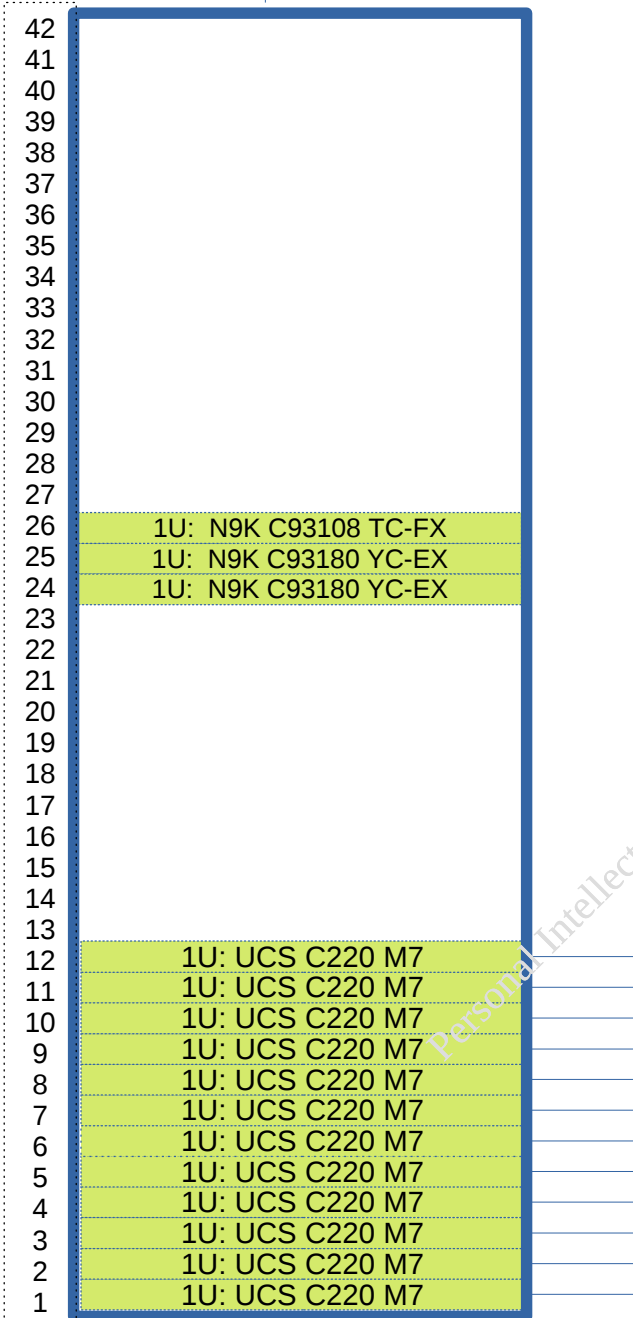 42
41
40
39
38
37
36
35
34
33
32
31
30
29
28
27
26 1U: N9K C93108 TC-FX
25 1U: N9K C93180 YC-EX
24 1U: N9K C93180 YC-EX
23
22
21
20
19
18
17
16
15
14
13
12 1U: UCS C220 M7
11 1U: UCS C220 M7
10 1U: UCS C220 M7
9 1U: UCS C220 M7
8 1U: UCS C220 M7
7 1U: UCS C220 M7
6 1U: UCS C220 M7
5 1U: UCS C220 M7
4 1U: UCS C220 M7
3 1U: UCS C220 M7
2 1U: UCS C220 M7
1 1U: UCS C220 M7
Personal